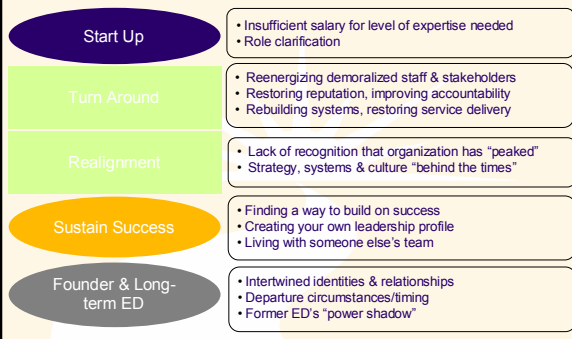 Start Up
• Insufficient salary for level of expertise needed
• Role clarification
Turn Around
• Reenergizing demoralized staff & stakeholders
• Restoring reputation, improving accountability
• Rebuilding systems, restoring service delivery
Realignment
• Lack of recognition that organization has “peaked”
• Strategy, systems & culture “behind the times”
Sustain Success
• Finding a way to build on success
• Creating your own leadership profile
• Living with someone else’s team
Founder & Long-
term ED
• Intertwined identities & relationships
• Departure circumstances/timing
• Former ED’s “power shadow”